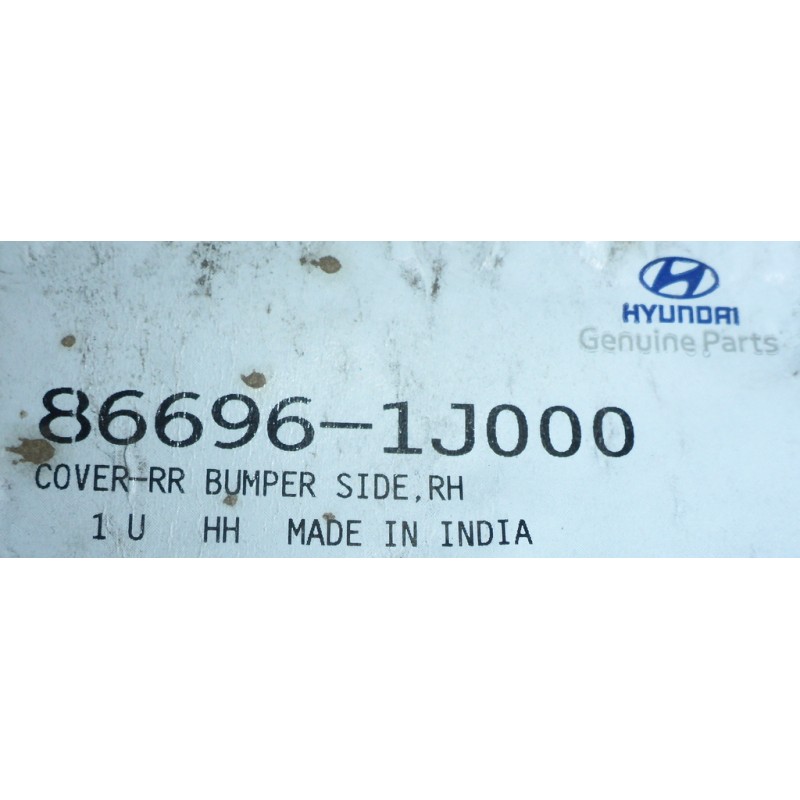 HYUNDAI
Genuine Parts
86696-1J000
COVER-RR BUMPER SIDE,RH
1 U HH MADE IN INDIA